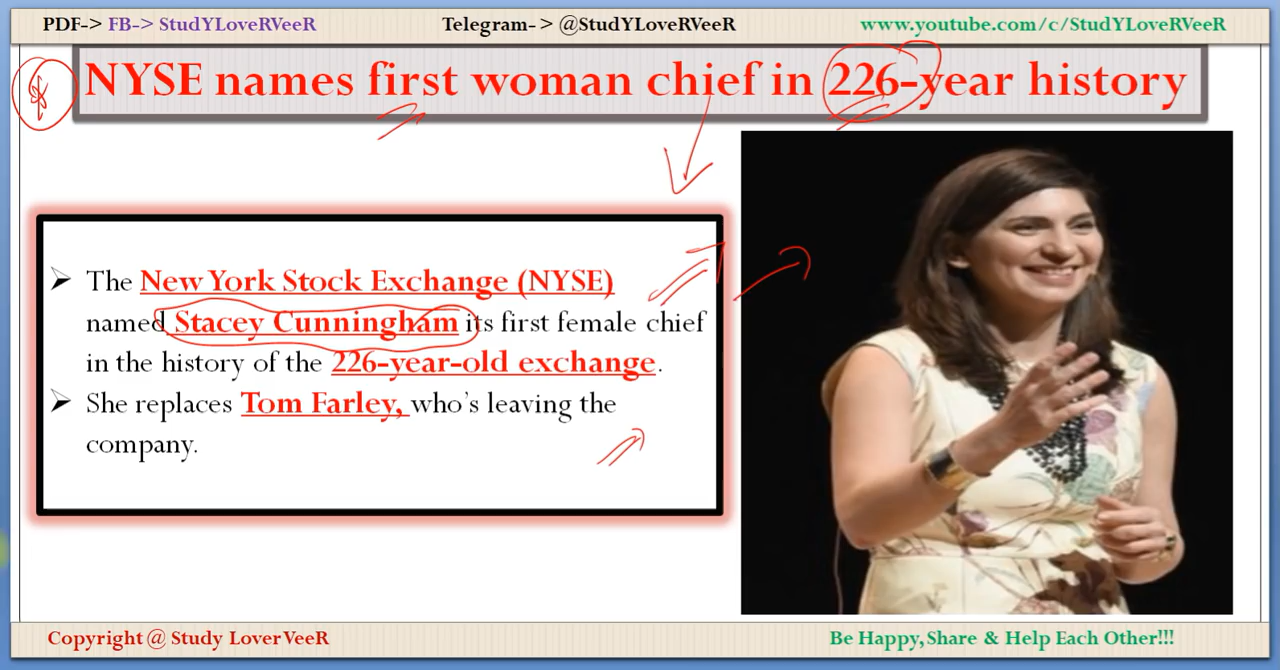 PDF-> FB-> StudYLoveRVeeR Telegram- > @StudYLoveRVeeR www.youtube.com/c/StudYLoveRVeeR
NYSE names first woman chief in 226-year history
The New York Stock Exchange (NYSE)
named Stacey Cunningham its first female chief
in the history of the 226-year-old exchange.
She replaces Tom Farley, who's leaving the
company.
Copyright @ Study LoverVeeR Be Happy,Share & Help Each Other!!!